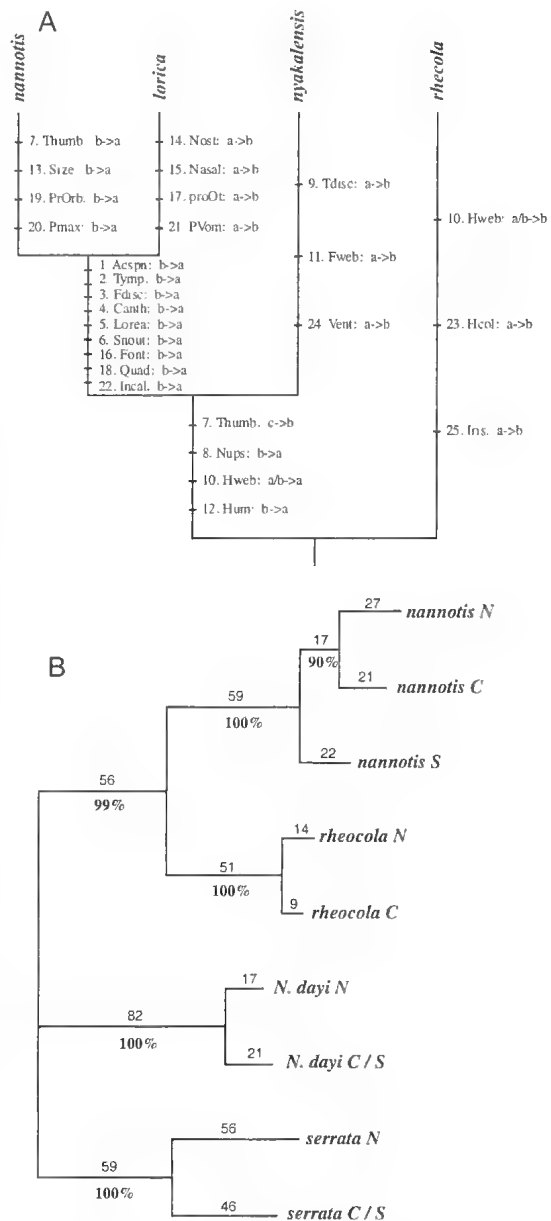 A
nannotis
lorica
nyakalensis
rhecola
7. Thumb b->a
13. Size b->a
19. PrOrb. b->a
20. Pmax: b->a
14. Nost: a->b
15. Nasal: a->b
17. proOt: a->b
21 PVom: a->b
9. Tdisc: a->b
11. Fweb: a->b
24 Vent: a->b
10. Hweb: a/b->b
23. Hcol: a->b
25. Iris. a->b
1 Acspn: b->a
2 Tymp. b->a
3. Fdisc: b->a
4. Canth: b->a
5. Lorea: b->a
6. Snout: b->a
16. Font: b->a
18. Quad: b->a
22. Incal. b->a
7. Thumb. c->b
8. Nups: b->a
10. Hweb: a/b->a
12. Hum: b->a
B
27
nannotis N
17
90%
21
nannotis C
59
100%
22
nannotis S
56
99%
14
rheocola N
51
100%
9
rheocola C
17
N. dayi N
82
100%
21
N. dayi C / S
56
serrata N
59
100%
46
serrata C / S